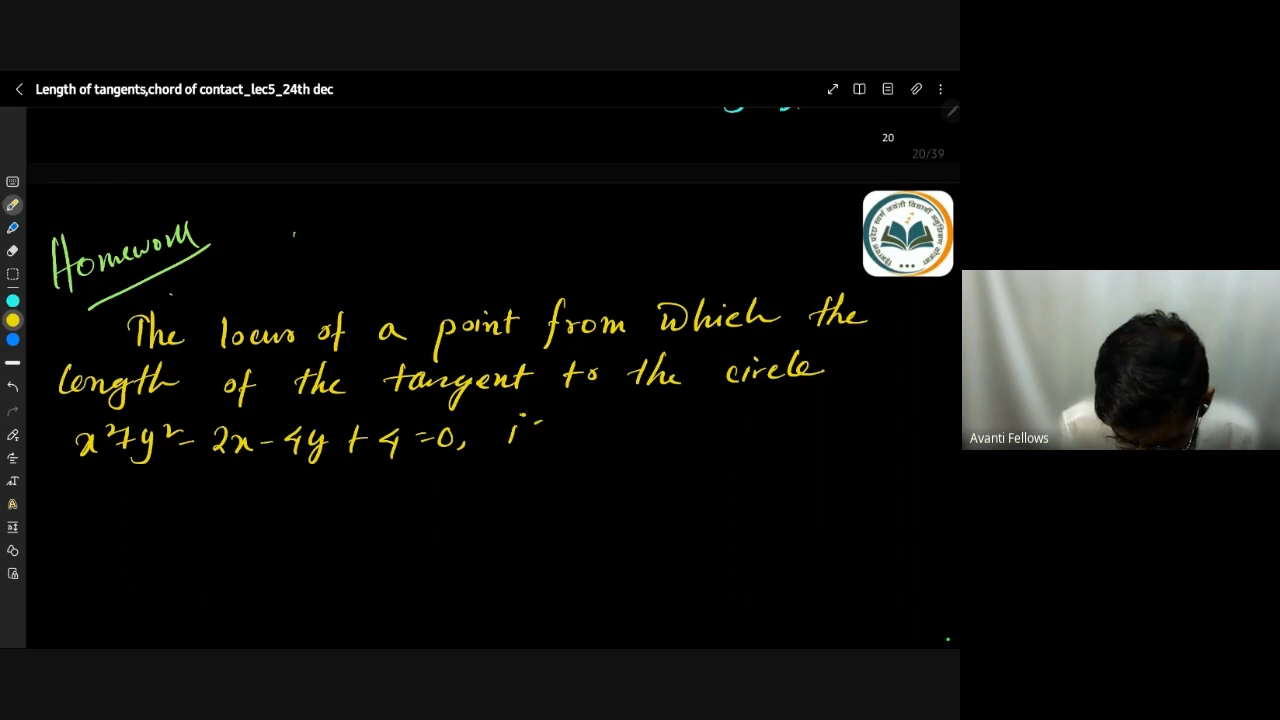 Length of tangents,chord of contact_lec5_24th dec
20
20/39
Homework
The locus of a point from which the
length of the tangent to the circle
x²+y²- 2x - 4y + 4 =0, is
Avanti Fellows